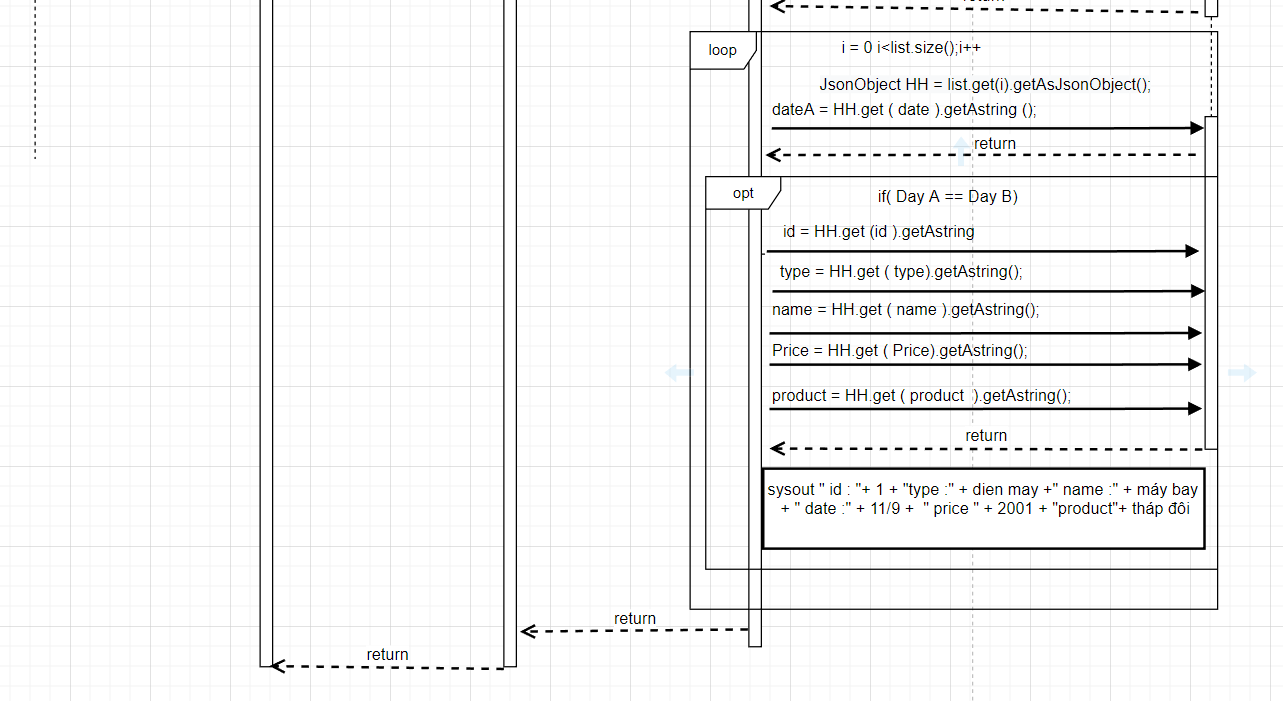 return
loop
i = 0 i<list.size();i++
JsonObject HH = list.get(i).getAsJsonObject();
dateA = HH.get ( date ).getAstring ();
return
opt
if( Day A == Day B)
id = HH.get (id ).getAstring
type = HH.get ( type).getAstring();
name = HH.get ( name ).getAstring();
Price = HH.get ( Price).getAstring();
product = HH.get ( product  ).getAstring();
return
sysout " id : "+ 1 + "type :" + dien may +" name :" + máy bay
+ " date :" + 11/9 +  " price " + 2001 + "product"+ tháp đôi
return
return